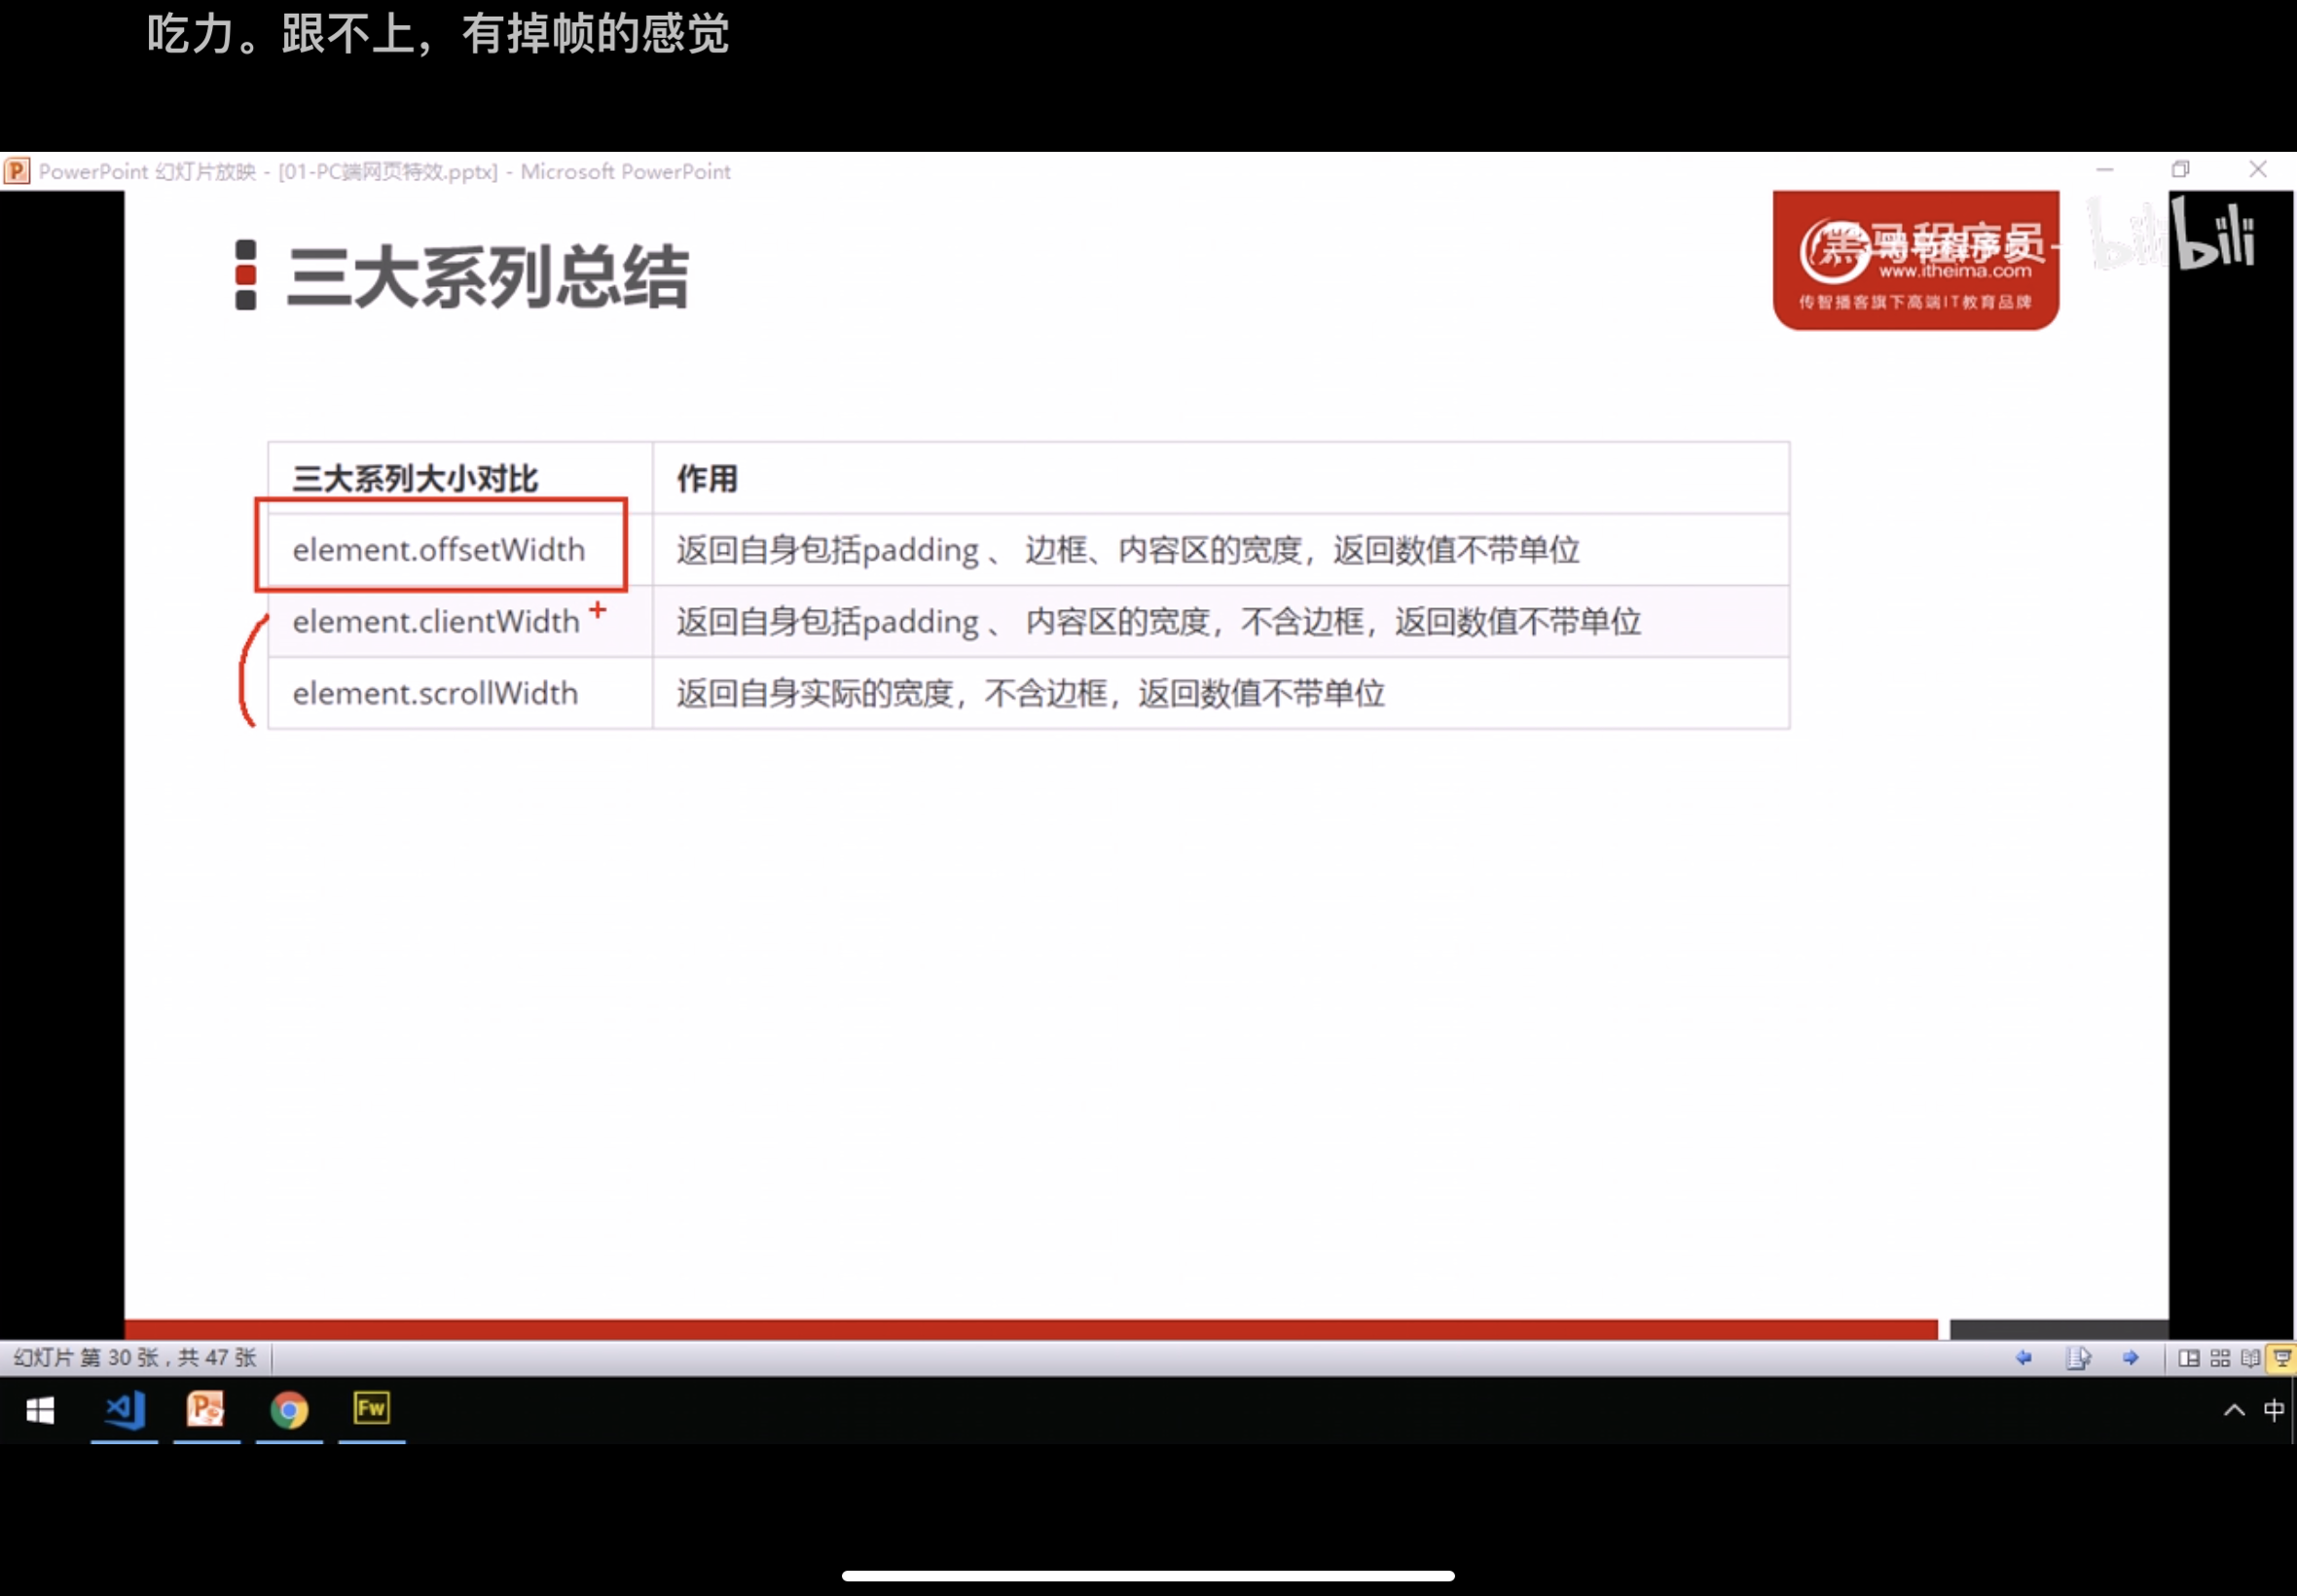 吃力。跟不上，有掉帧的感觉
PowerPoint 幻灯片放映 - [01-PC端网页特效.pptx] - Microsoft PowerPoint
三大系列总结
黑马程序员
bilibili
黑马程序员
www.itheima.com
传智播客旗下高端IT教育品牌
三大系列大小对比 作用
element.offsetWidth 返回自身包括padding 、 边框、内容区的宽度，返回数值不带单位
element.clientWidth 返回自身包括padding 、 内容区的宽度，不含边框，返回数值不带单位
element.scrollWidth 返回自身实际的宽度，不含边框，返回数值不带单位
幻灯片 第 30 张，共 47 张
Fw
中